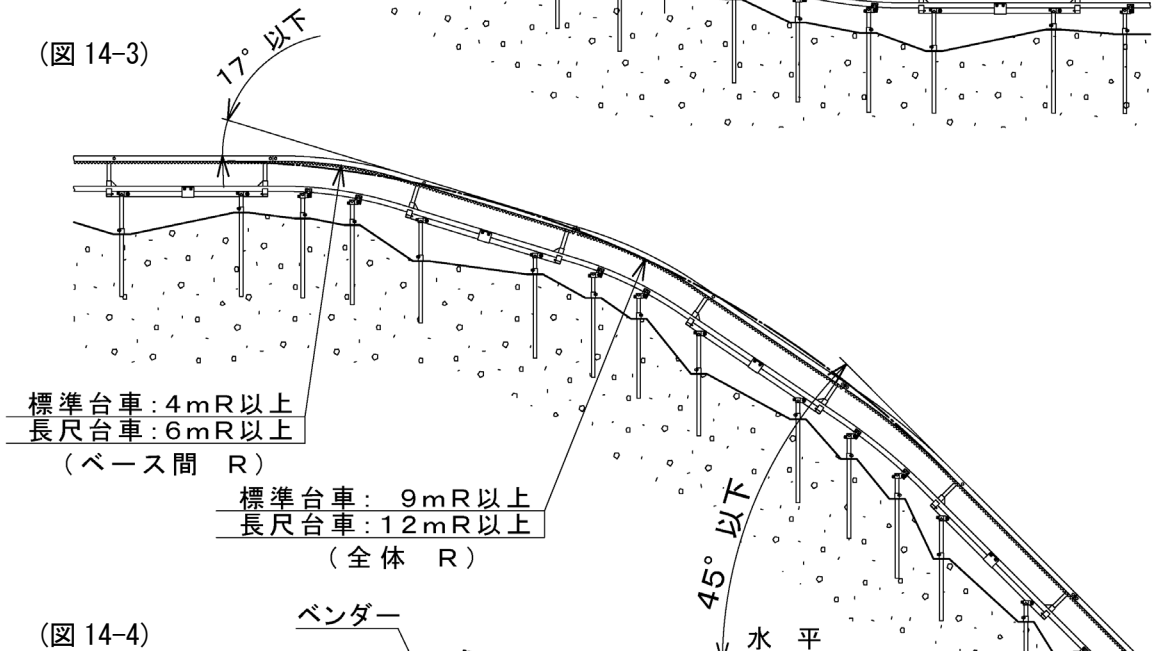 (図 14-3)
17° 以下
標準台車:4mR以上
長尺台車:6mR以上
(ベース間 R)
標準台車: 9mR以上
長尺台車:12mR以上
(全体 R)
45° 以下
水 平
(図 14-4)
ベンダー